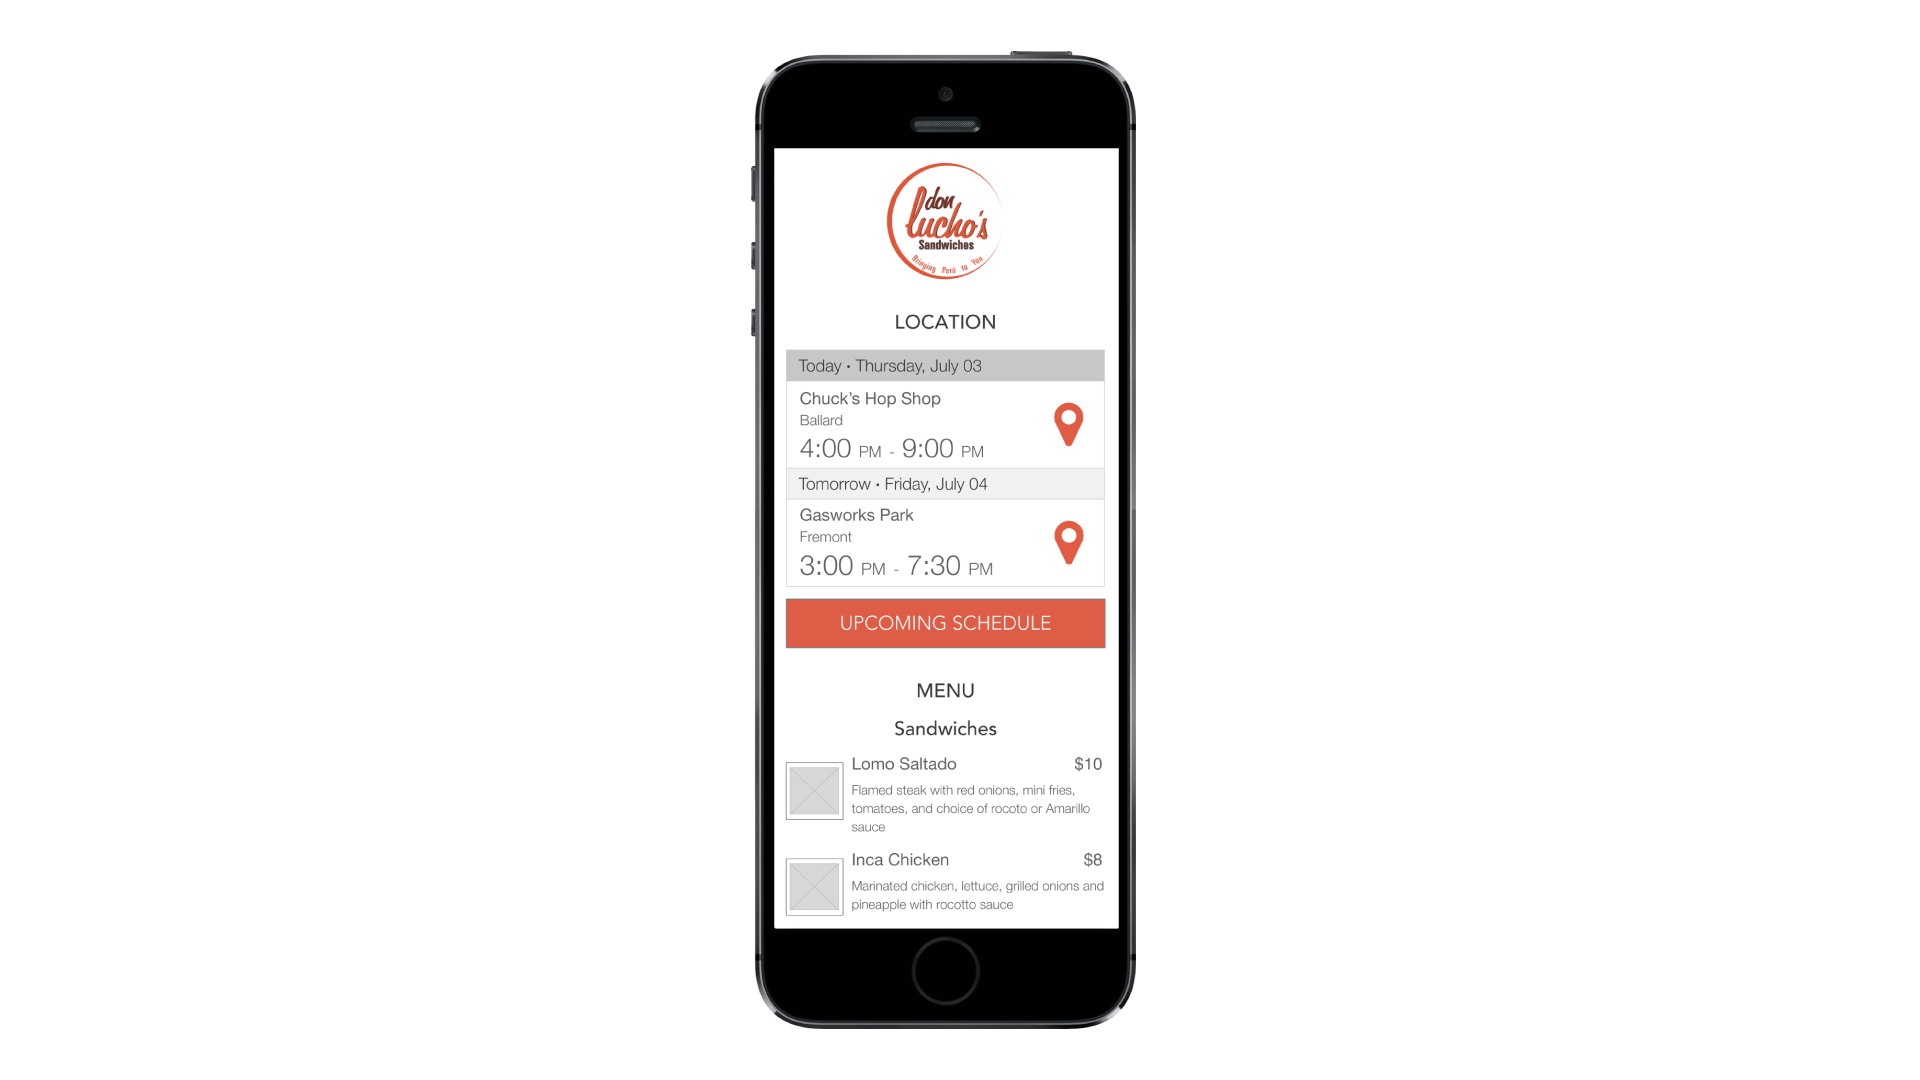 don
lucho's
Sandwiches
Bringing Perú to You
LOCATION
Today • Thursday, July 03
Chuck's Hop Shop
Ballard
4:00 PM - 9:00 PM
Tomorrow • Friday, July 04
Gasworks Park
Fremont
3:00 PM - 7:30 PM
UPCOMING SCHEDULE
MENU
Sandwiches
Lomo Saltado $10
Flamed steak with red onions, mini fries,
tomatoes, and choice of rocoto or Amarillo
sauce
Inca Chicken $8
Marinated chicken, lettuce, grilled onions and
pineapple with rocotto sauce